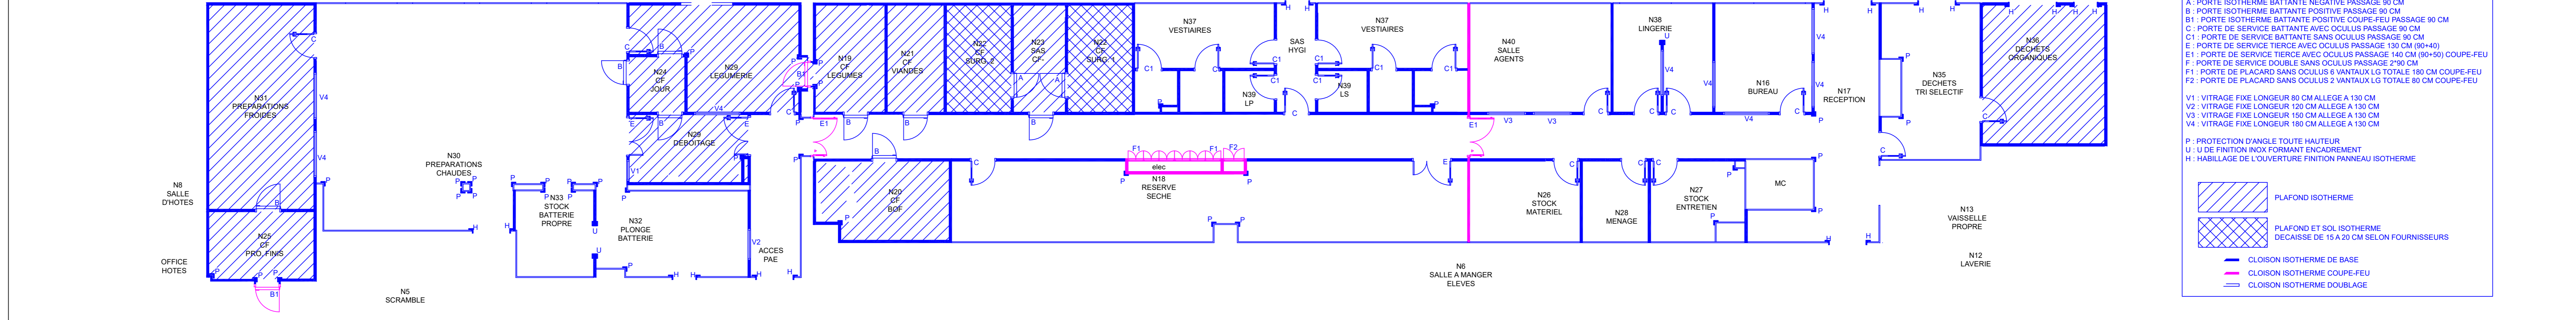 N31
PREPARATIONS
FROIDES
N8
SALLE
D'HOTES
OFFICE
HOTES
N25
CF
PRO. FINIS
N5
SCRAMBLE
N30
PREPARATIONS
CHAUDES
N33
STOCK
BATTERIE
PROPRE
N32
PLONGE
BATTERIE
N24
CF
JOUR
N29
LEGUMERIE
N29
DEBOITAGE
ACCES
PAE
N19
CF
LEGUMES
N21
CF
VIANDES
N22
CF
SURG. 2
N23
SAS
CF-
N22
CF
SURG. 1
N20
CF
BOF
N37
VESTIAIRES
N39
LP
SAS
HYGI
N39
LS
N37
VESTIAIRES
elec
N18
RESERVE
SECHE
N40
SALLE
AGENTS
N38
LINGERIE
N16
BUREAU
N17
RECEPTION
N35
DECHETS
TRI SELECTIF
N36
DECHETS
ORGANIQUES
N26
STOCK
MATERIEL
N28
MENAGE
N27
STOCK
ENTRETIEN
MC
N6
SALLE A MANGER
ELEVES
N13
VAISSELLE
PROPRE
N12
LAVERIE
A : PORTE ISOTHERME BATTANTE NEGATIVE PASSAGE 90 CM
B : PORTE ISOTHERME BATTANTE POSITIVE PASSAGE 90 CM
B1 : PORTE ISOTHERME BATTANTE POSITIVE COUPE-FEU PASSAGE 90 CM
C : PORTE DE SERVICE BATTANTE AVEC OCULUS PASSAGE 90 CM
C1 : PORTE DE SERVICE BATTANTE SANS OCULUS PASSAGE 90 CM
E : PORTE DE SERVICE TIERCE AVEC OCULUS PASSAGE 130 CM (90+40)
E1 : PORTE DE SERVICE TIERCE AVEC OCULUS PASSAGE 140 CM (90+50) COUPE-FEU
F : PORTE DE SERVICE DOUBLE SANS OCULUS PASSAGE 2*90 CM
F1 : PORTE DE PLACARD SANS OCULUS 6 VANTAUX LG TOTALE 180 CM COUPE-FEU
F2 : PORTE DE PLACARD SANS OCULUS 2 VANTAUX LG TOTALE 80 CM COUPE-FEU
V1 : VITRAGE FIXE LONGEUR 80 CM ALLEGE A 130 CM
V2 : VITRAGE FIXE LONGEUR 120 CM ALLEGE A 130 CM
V3 : VITRAGE FIXE LONGEUR 150 CM ALLEGE A 130 CM
V4 : VITRAGE FIXE LONGEUR 180 CM ALLEGE A 130 CM
P : PROTECTION D'ANGLE TOUTE HAUTEUR
U : U DE FINITION INOX FORMANT ENCADREMENT
H : HABILLAGE DE L'OUVERTURE FINITION PANNEAU ISOTHERME
PLAFOND ISOTHERME
PLAFOND ET SOL ISOTHERME
DECAISSE DE 15 A 20 CM SELON FOURNISSEURS
CLOISON ISOTHERME DE BASE
CLOISON ISOTHERME COUPE-FEU
CLOISON ISOTHERME DOUBLAGE